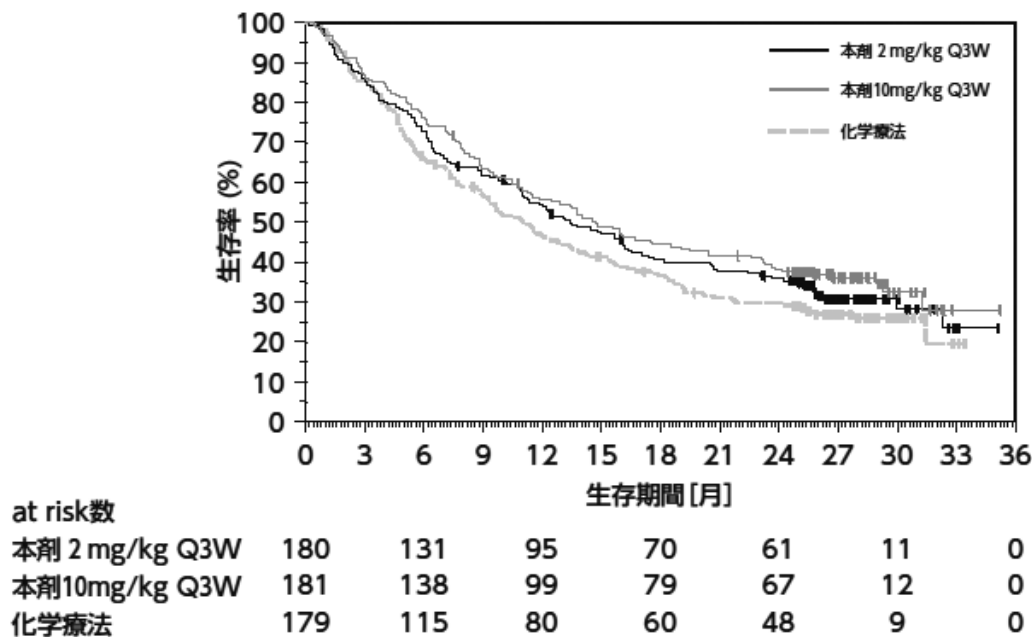 100
90
80
70
60
50
40
30
20
10
0
生存率 (%)
本剤 2 mg/kg Q3W
本剤10mg/kg Q3W
化学療法
0 3 6 9 12 15 18 21 24 27 30 33 36
生存期間 [月]
at risk数
本剤 2 mg/kg Q3W 180 131 95 70 61 11 0
本剤10mg/kg Q3W 181 138 99 79 67 12 0
化学療法 179 115 80 60 48 9 0